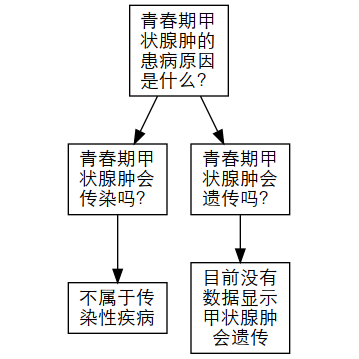 青春期甲
状腺肿的
患病原因
是什么?
青春期甲
状腺肿会
传染吗?
青春期甲
状腺肿会
遗传吗?
不属于传
染性疾病
目前没有
数据显示
甲状腺肿
会遗传